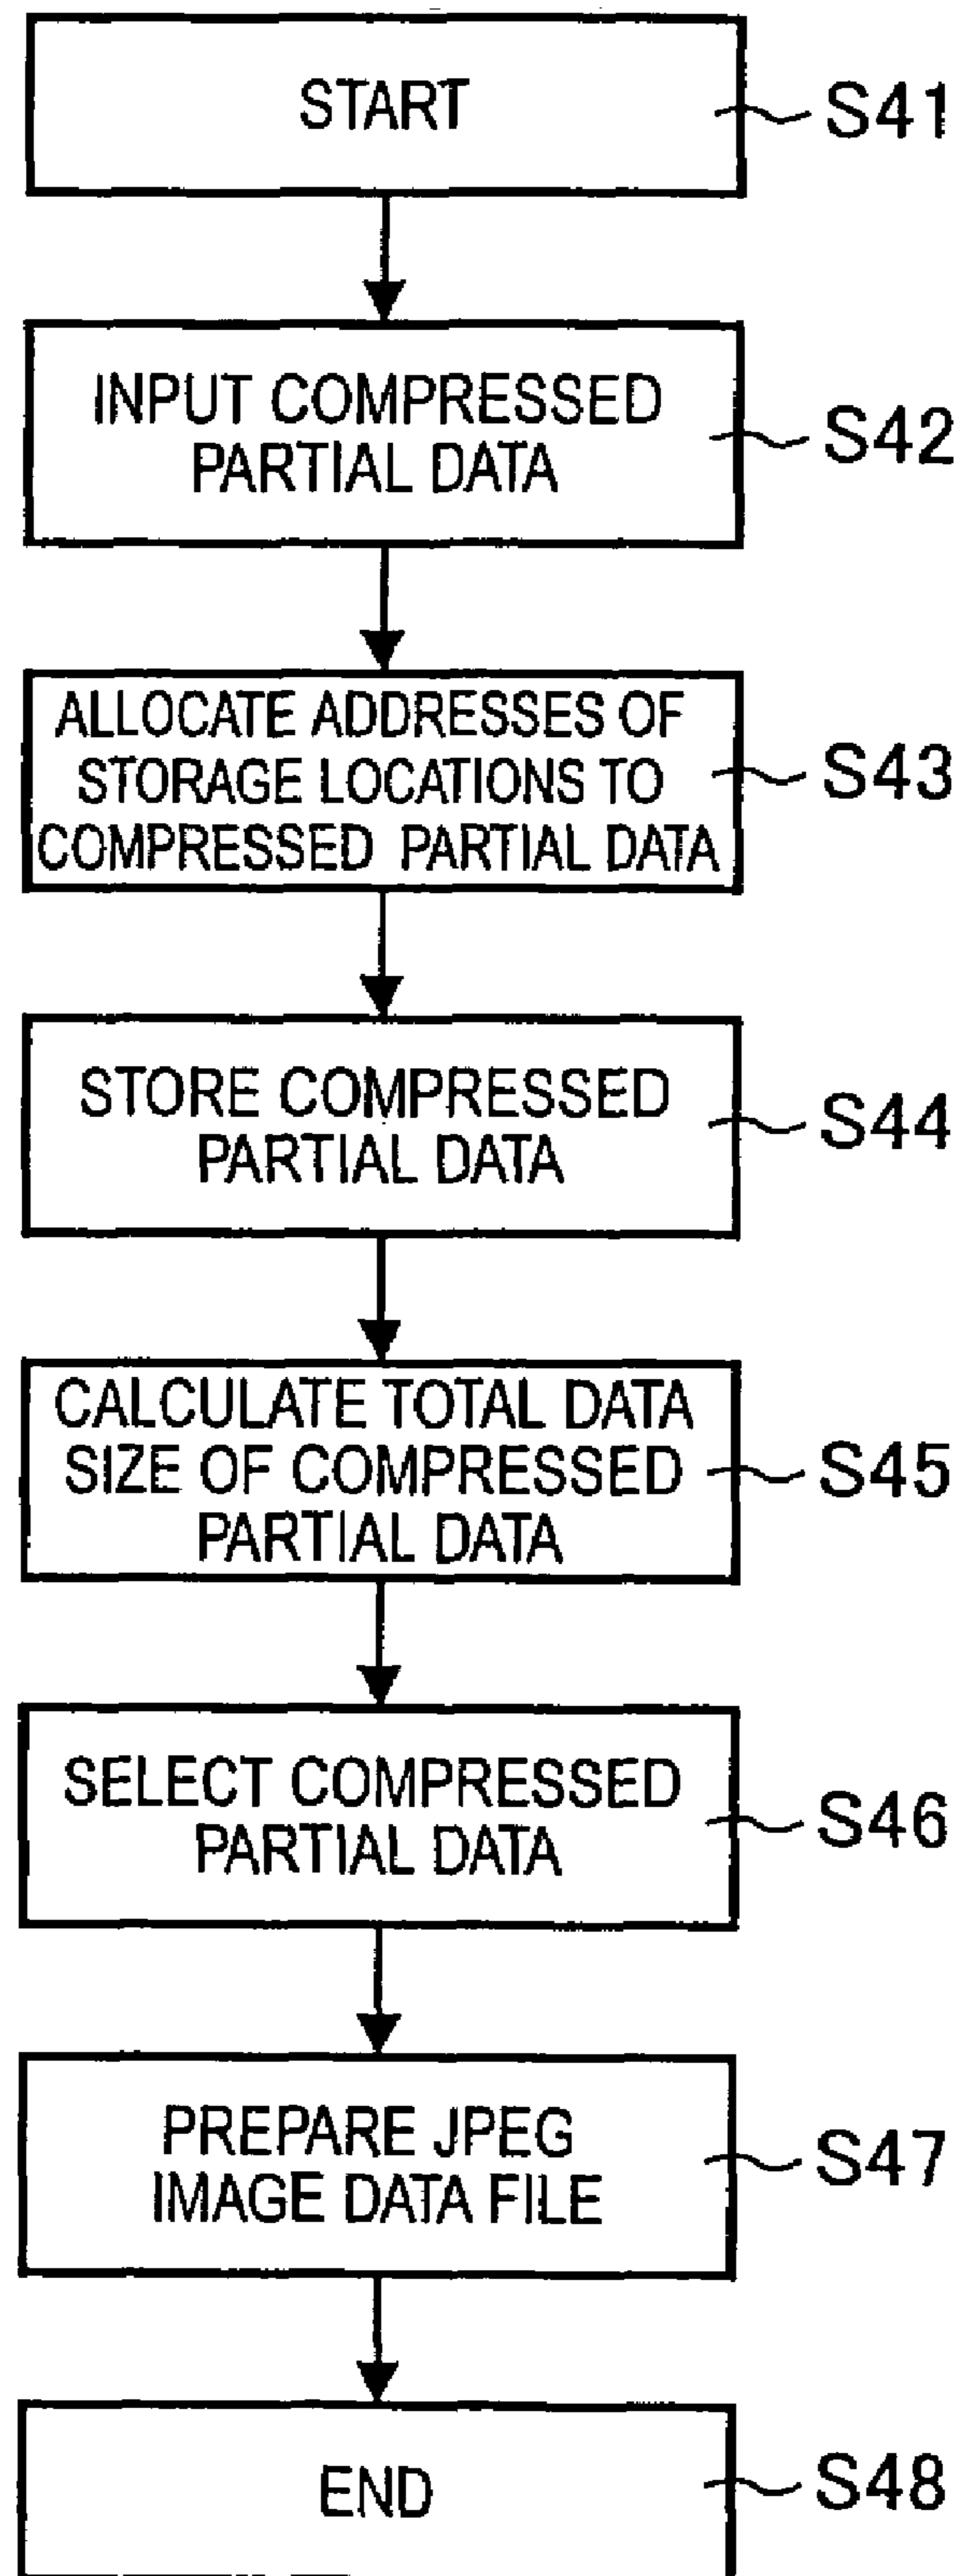 START
S41
INPUT COMPRESSED
PARTIAL DATA
S42
ALLOCATE ADDRESSES OF
STORAGE LOCATIONS TO
COMPRESSED PARTIAL DATA
S43
STORE COMPRESSED
PARTIAL DATA
S44
CALCULATE TOTAL DATA
SIZE OF COMPRESSED
PARTIAL DATA
S45
SELECT COMPRESSED
PARTIAL DATA
S46
PREPARE JPEG
IMAGE DATA FILE
S47
END
S48